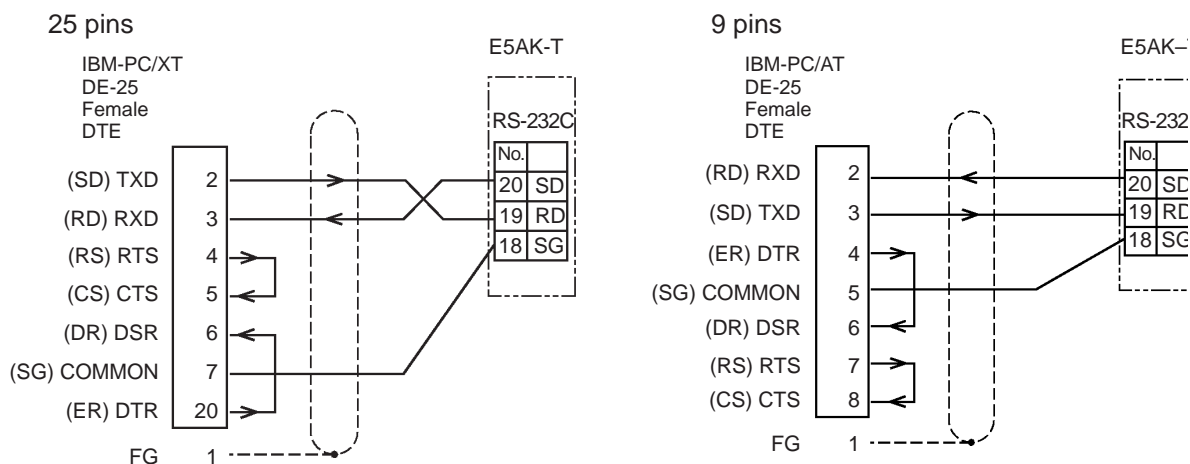 25 pins
IBM-PC/XT
DE-25
Female
DTE
E5AK-T
RS-232C
No.
(SD) TXD 2
20 SD
(RD) RXD 3
19 RD
(RS) RTS 4
18 SG
(CS) CTS 5
(DR) DSR 6
(SG) COMMON 7
(ER) DTR 20
FG 1
9 pins
IBM-PC/AT
DE-25
Female
DTE
E5AK–T
RS-232
No.
(RD) RXD 2
20 SD
(SD) TXD 3
19 RD
(ER) DTR 4
18 SG
(SG) COMMON 5
(DR) DSR 6
(RS) RTS 7
(CS) CTS 8
FG 1